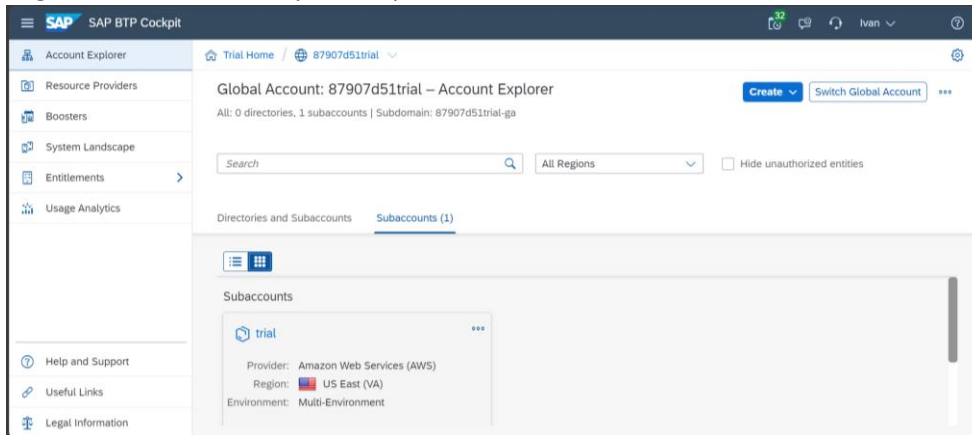 SAP SAP BTP Cockpit
32
Ivan
Account Explorer
Resource Providers
Boosters
System Landscape
Entitlements
Usage Analytics
Help and Support
Useful Links
Legal Information
Trial Home / 87907d51trial
Global Account: 87907d51trial – Account Explorer
All: 0 directories, 1 subaccounts | Subdomain: 87907d51trial-ga
Create
Switch Global Account
Search
All Regions
Hide unauthorized entities
Directories and Subaccounts
Subaccounts (1)
Subaccounts
trial
Provider: Amazon Web Services (AWS)
Region: US East (VA)
Environment: Multi-Environment